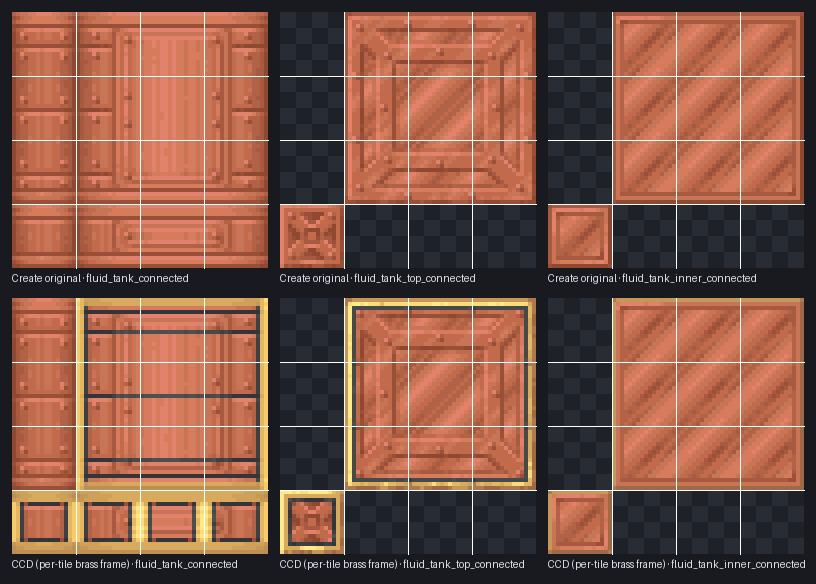 Create original · fluid_tank_connected
Create original · fluid_tank_top_connected
Create original · fluid_tank_inner_connected
CCD (per-tile brass frame) · fluid_tank_connected
CCD (per-tile brass frame) · fluid_tank_top_connected
CCD (per-tile brass frame) · fluid_tank_inner_connected